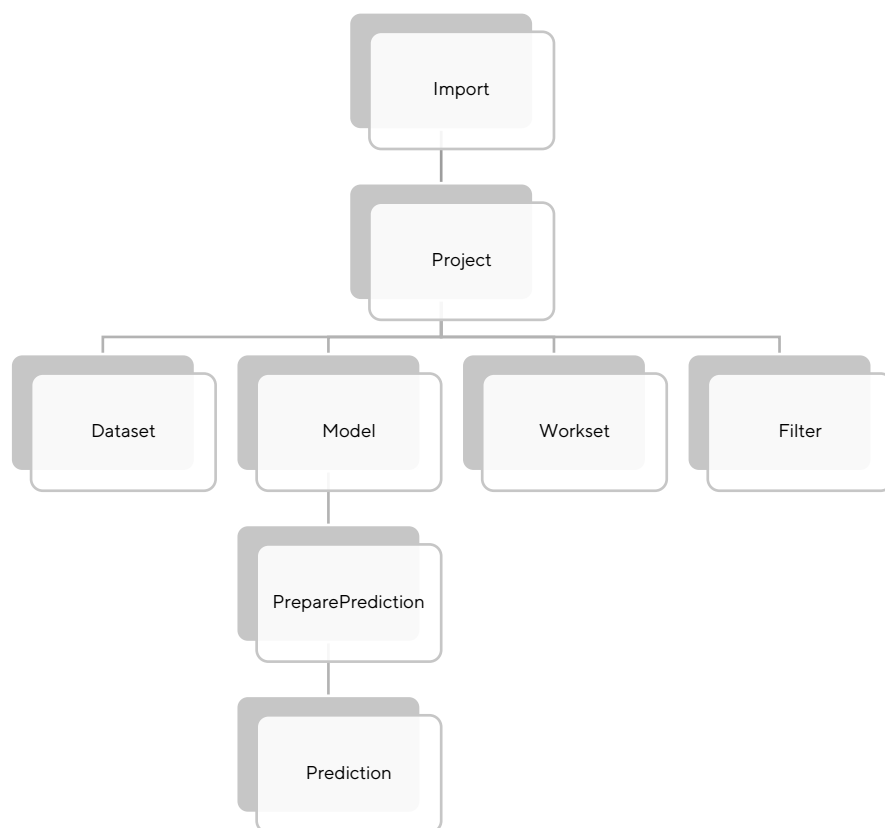 Import
Project
Dataset
Model
Workset
Filter
PreparePrediction
Prediction